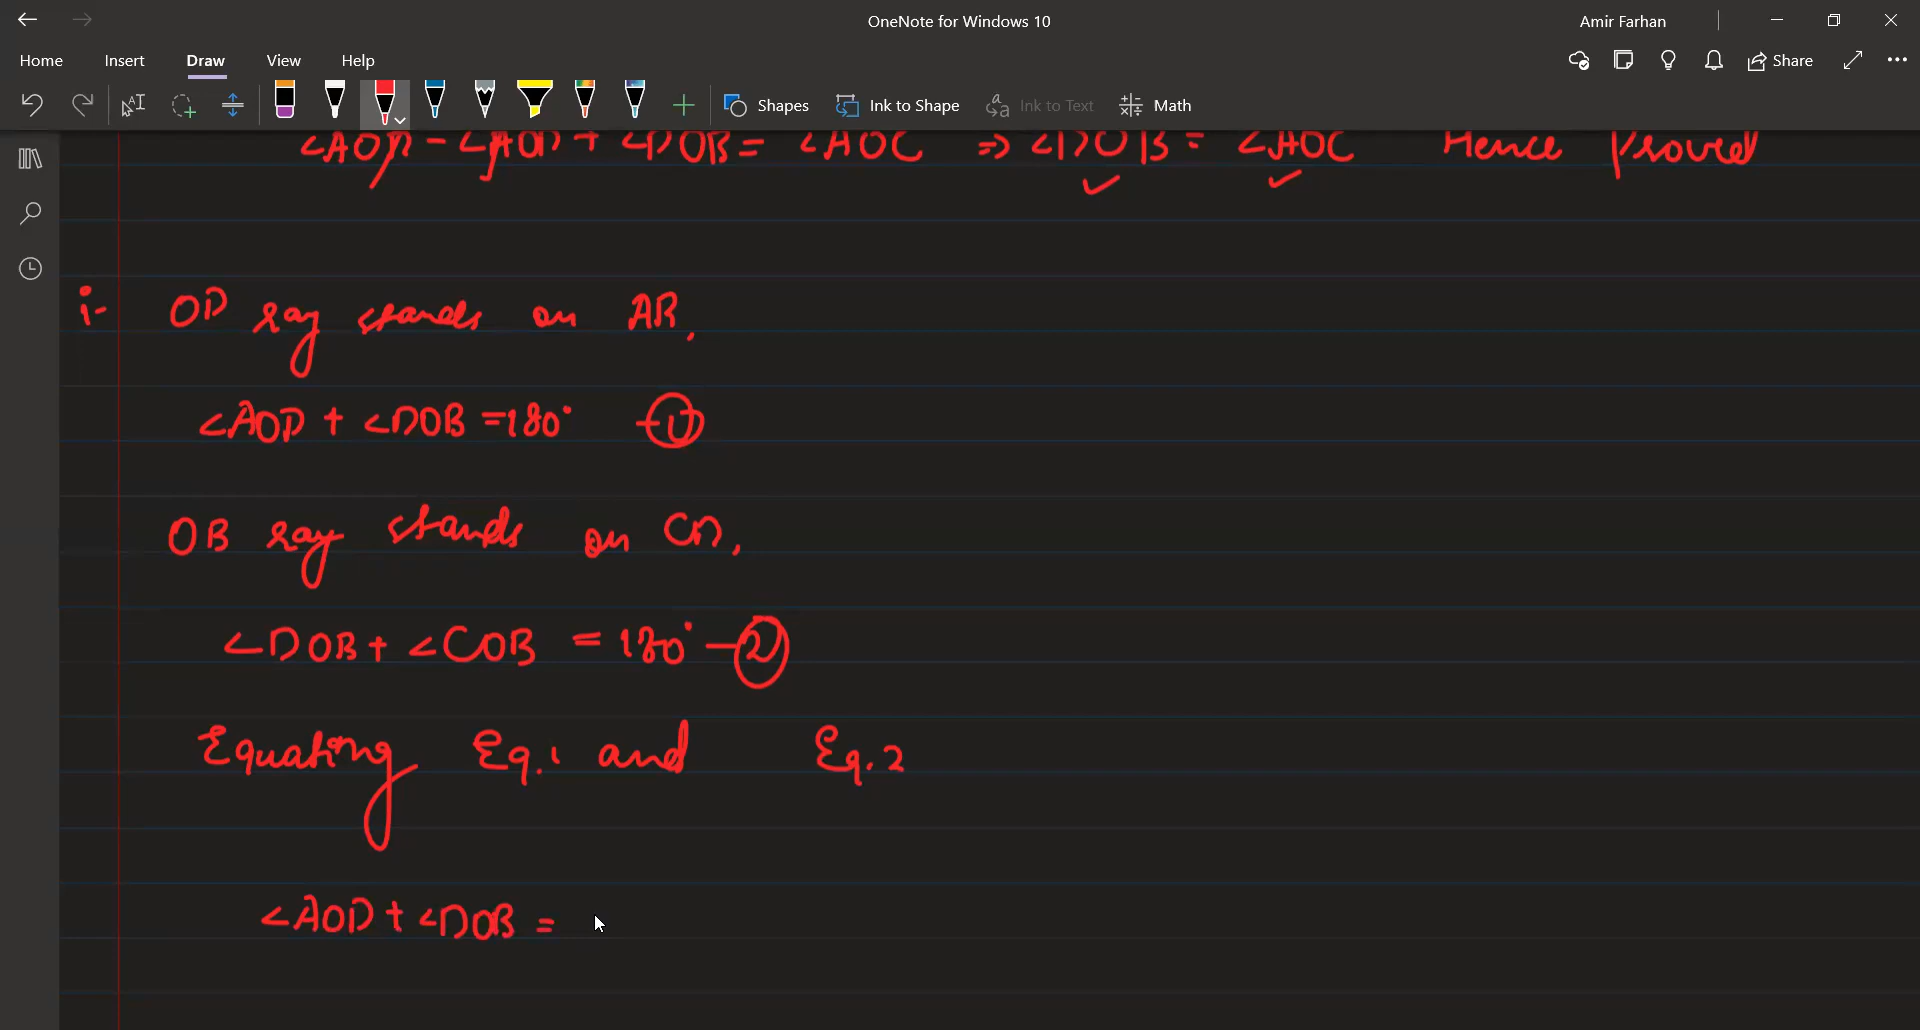 OneNote for Windows 10
Amir Farhan
Home Insert Draw View Help
Share
Shapes Ink to Shape Ink to Text Math
∠AOD - ∠AOD + ∠DOB = ∠AOC ⇒ ∠DOB = ∠AOC Hence Proved
i- OD ray stands on AB,
∠AOD + ∠DOB = 180° -①
OB ray stands on CD,
∠DOB + ∠COB = 180° -②
Equating Eq.1 and Eq.2
∠AOD + ∠DOB =